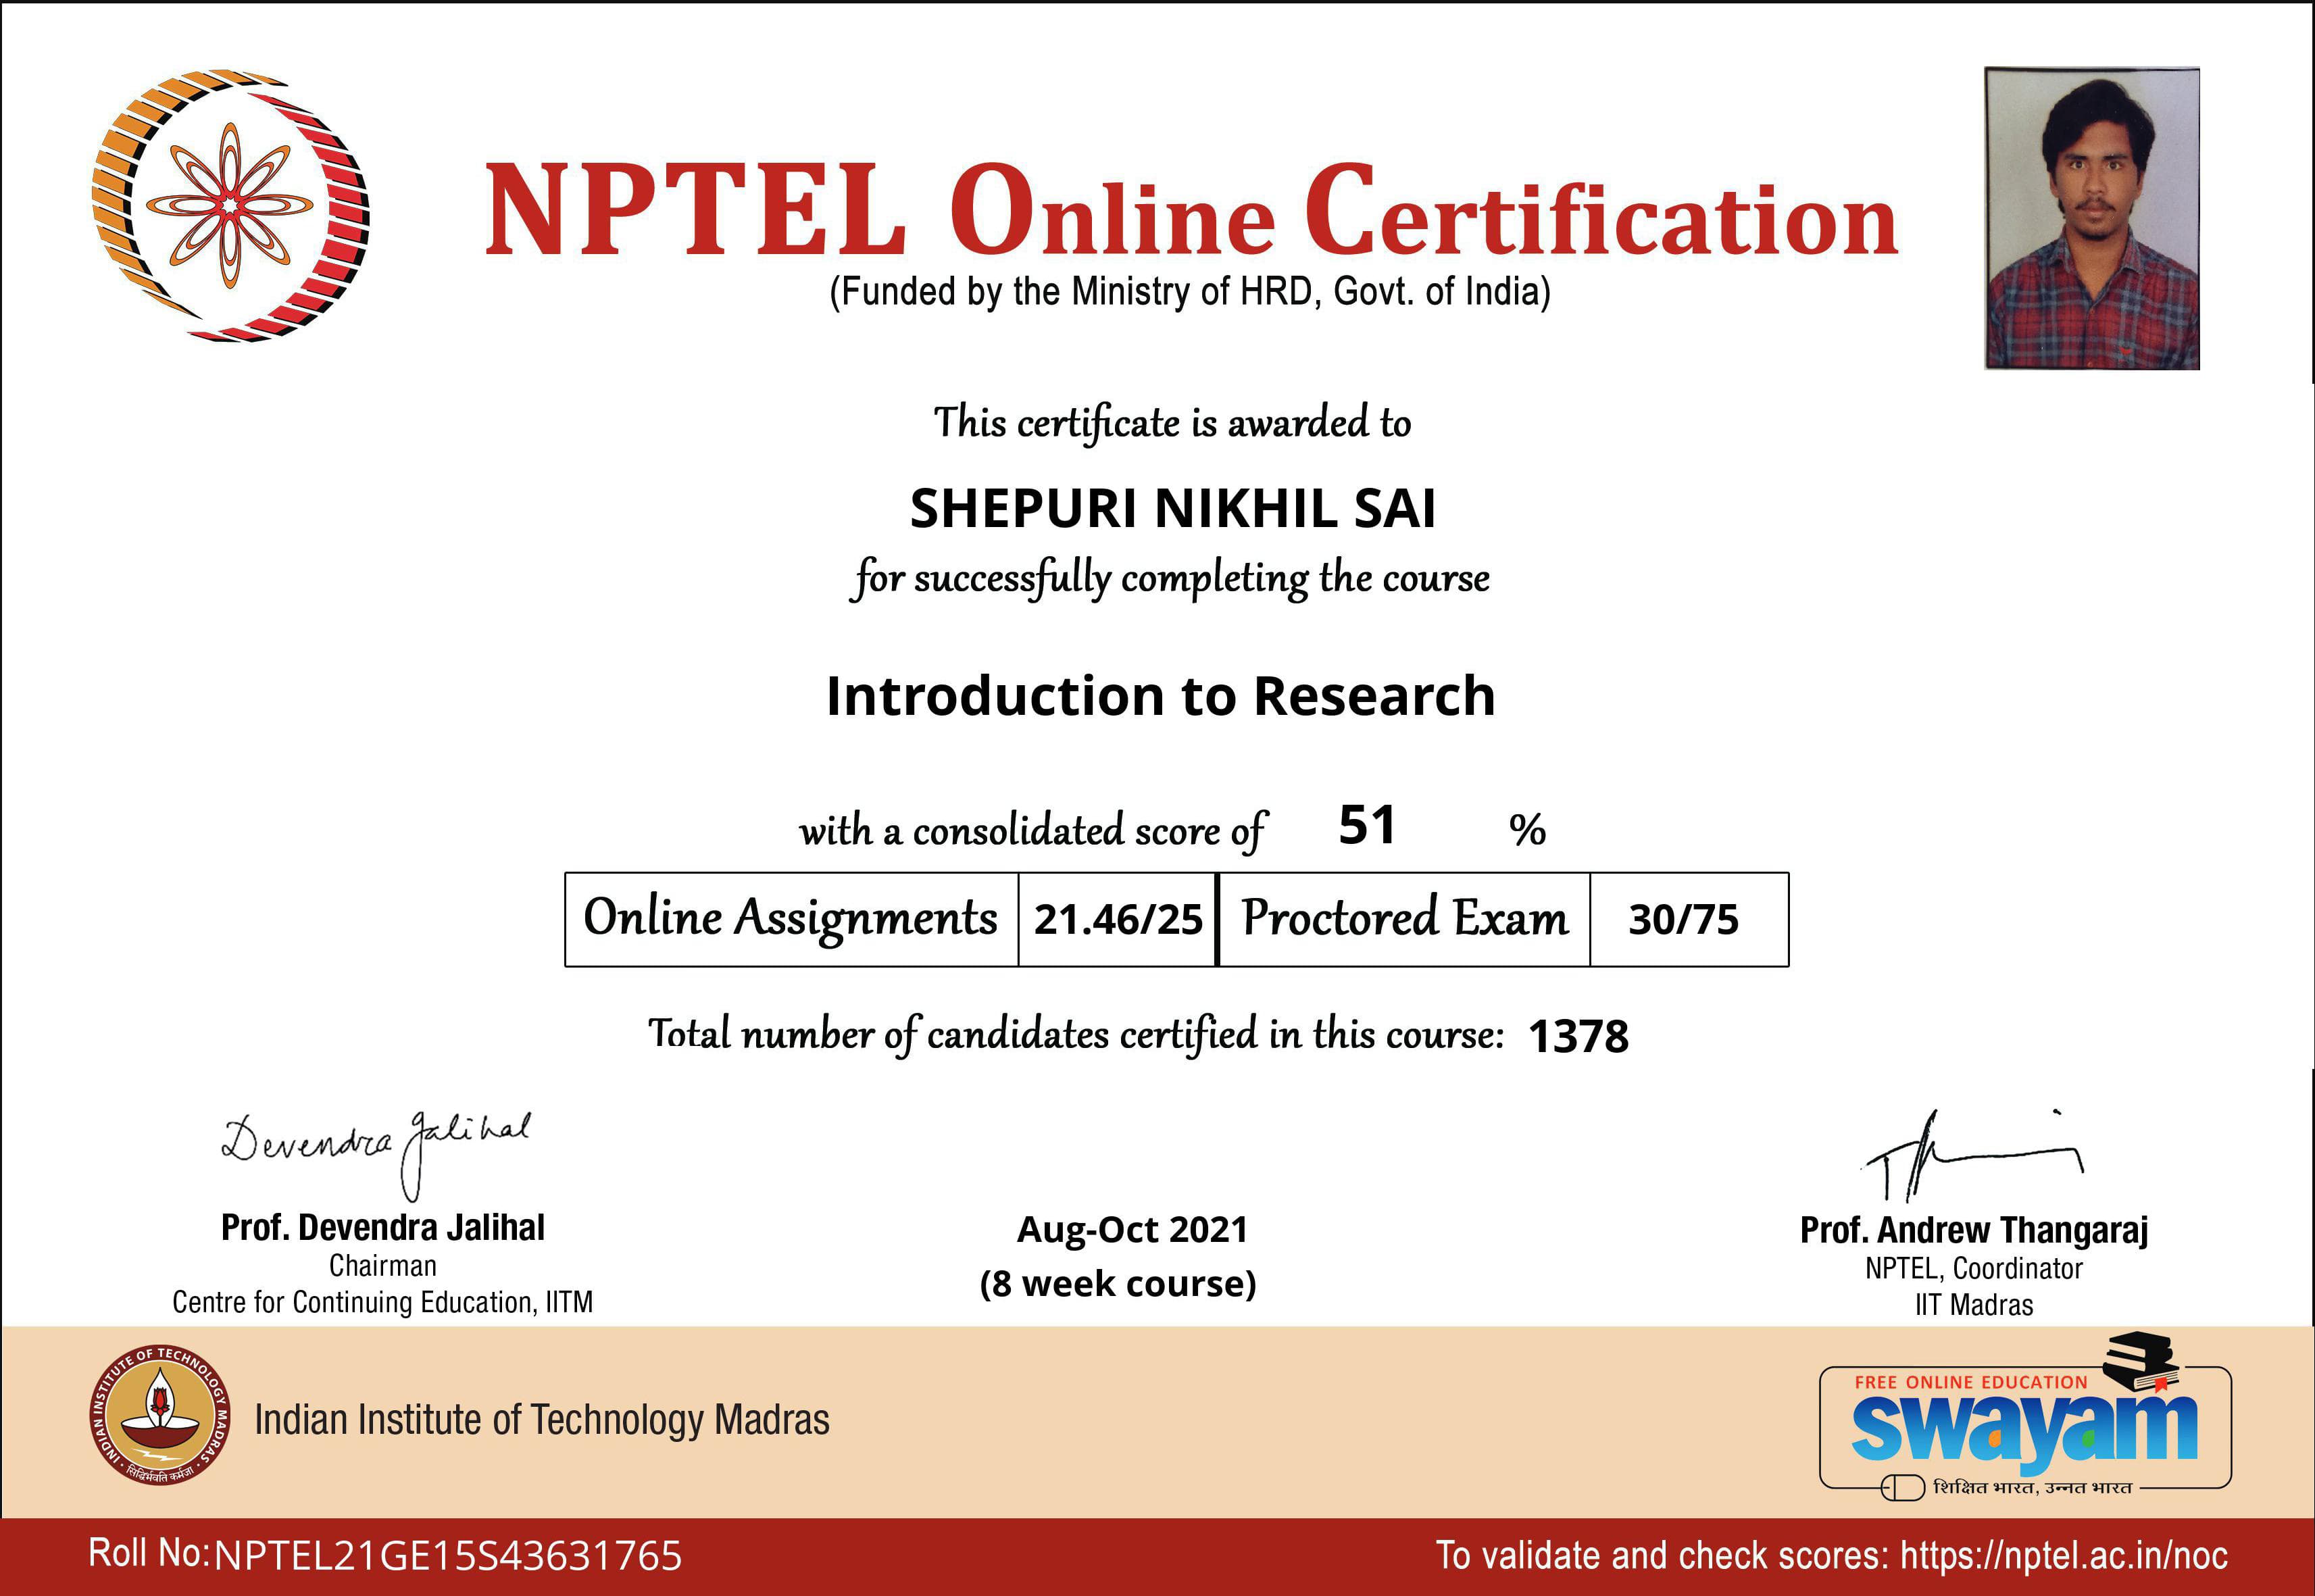 NPTEL Online Certification
(Funded by the Ministry of HRD, Govt. of India)
This certificate is awarded to
SHEPURI NIKHIL SAI
for successfully completing the course
Introduction to Research
with a consolidated score of 51 %
Online Assignments 21.46/25 Proctored Exam 30/75
Total number of candidates certified in this course: 1378
Devendra Jalihal
Prof. Devendra Jalihal
Chairman
Centre for Continuing Education, IITM
Aug-Oct 2021
(8 week course)
Prof. Andrew Thangaraj
NPTEL, Coordinator
IIT Madras
INDIAN INSTITUTE OF TECHNOLOGY MADRAS
सिद्धिर्भवति कर्मजा
Indian Institute of Technology Madras
FREE ONLINE EDUCATION
swayam
शिक्षित भारत, उन्नत भारत
Roll No:NPTEL21GE15S43631765
To validate and check scores: https://nptel.ac.in/noc